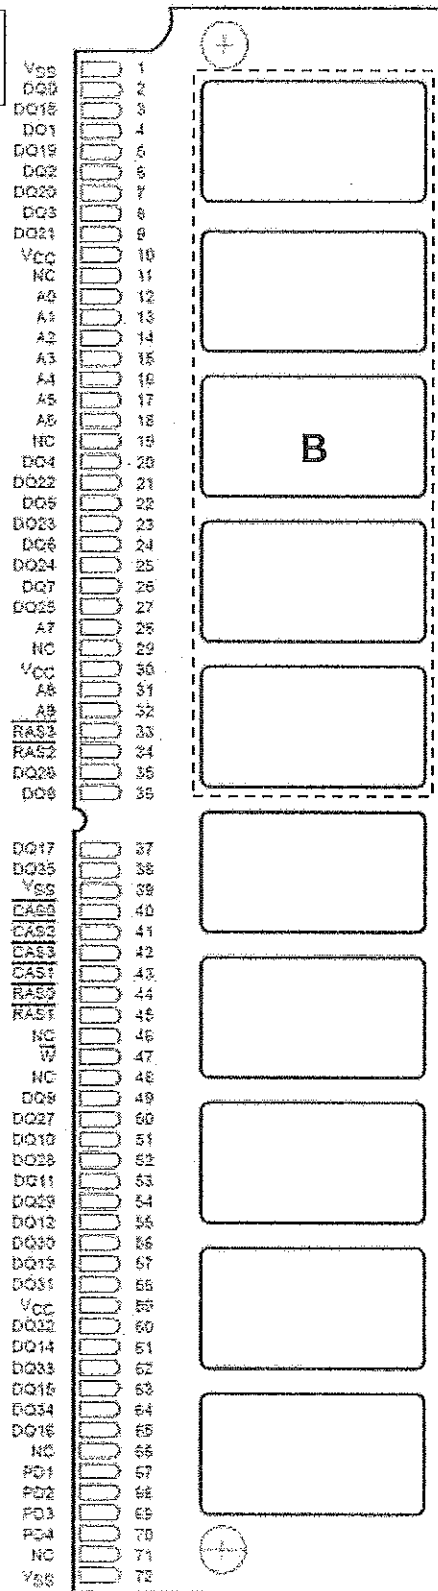 VSS 1
DQ0 2
DQ18 3
DQ1 4
DQ19 5
DQ2 6
DQ20 7
DQ3 8
DQ21 9
VCC 10
NC 11
A0 12
A1 13
A2 14
A3 15
A4 16
A5 17
A6 18
NC 19
DQ4 20
DQ22 21
DQ5 22
DQ23 23
DQ6 24
DQ24 25
DQ7 26
DQ25 27
A7 28
NC 29
VCC 30
A8 31
A9 32
RAS3 33
RAS2 34
DQ26 35
DQ8 36
B
DQ17 37
DQ35 38
VSS 39
CAS0 40
CAS2 41
CAS3 42
CAS1 43
RAS0 44
RAS1 45
NC 46
W 47
NC 48
DQ9 49
DQ27 50
DQ10 51
DQ28 52
DQ11 53
DQ29 54
DQ12 55
DQ30 56
DQ13 57
DQ31 58
VCC 59
DQ32 60
DQ14 61
DQ33 62
DQ15 63
DQ34 64
DQ16 65
NC 66
PD1 67
PD2 68
PD3 69
PD4 70
NC 71
VSS 72